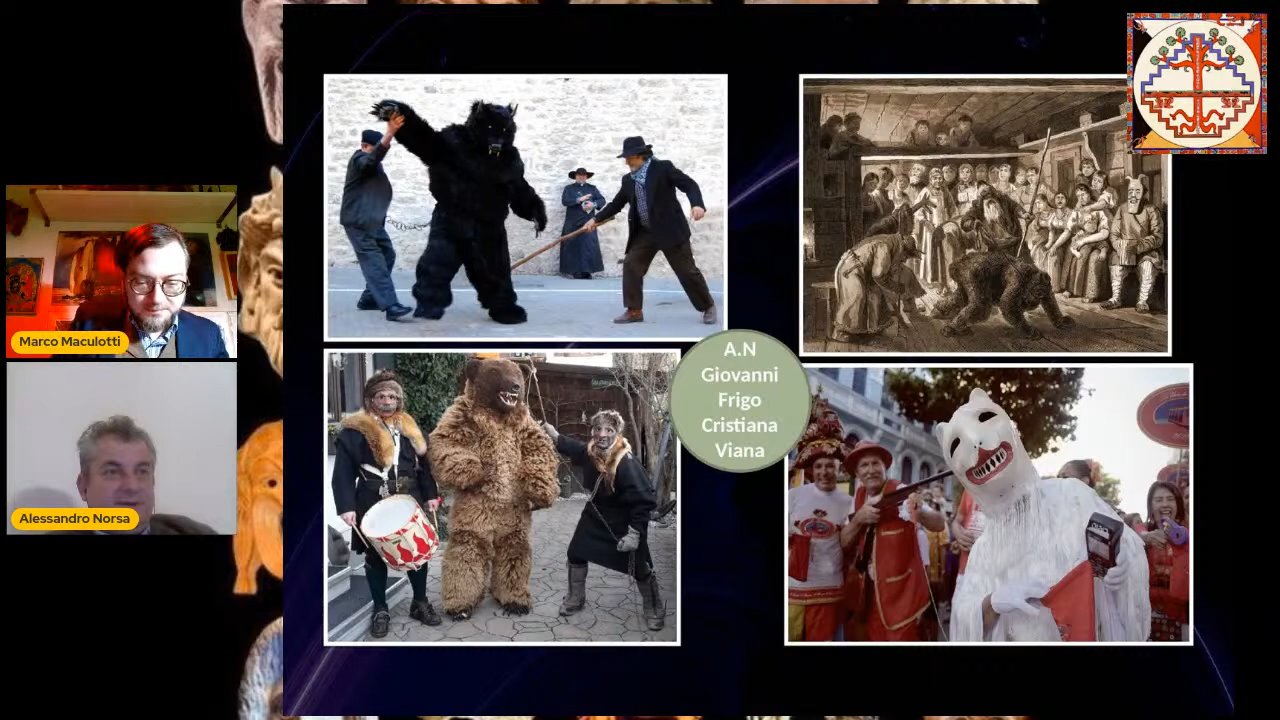 Marco Maculotti
Alessandro Norsa
A.N
Giovanni
Frigo
Cristiana
Viana